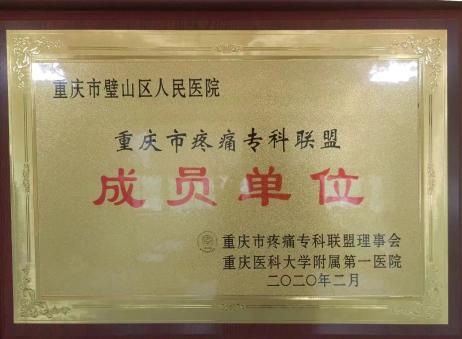 重庆市璧山区人民医院
重庆市疼痛专科联盟
成员单位
重庆市疼痛专科联盟理事会
重庆医科大学附属第一医院
二〇二〇年二月